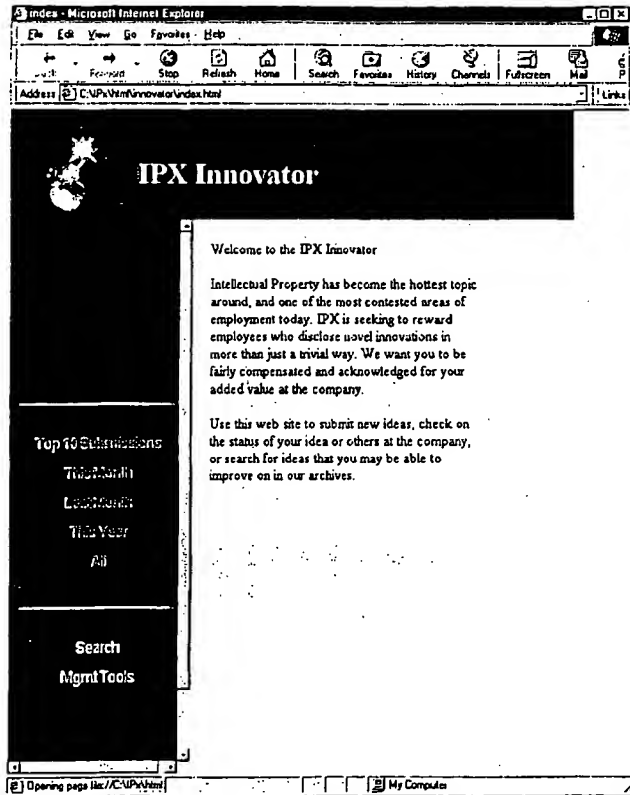 index - Microsoft Internet Explorer
File Edit View Go Favorites Help
Back Forward Stop Refresh Home Search Favorites History Channels Fullscreen Mail P
Address C:\IPx\html\innovator\index.html Links
IPX Innovator
Welcome to the IPX Innovator
Intellectual Property has become the hottest topic
around, and one of the most contested areas of
employment today. IPX is seeking to reward
employees who disclose novel innovations in
more than just a trivial way. We want you to be
fairly compensated and acknowledged for your
added value at the company.
Use this web site to submit new ideas, check on
the status of your idea or others at the company,
or search for ideas that you may be able to
improve on in our archives.
Top 10 Submissions
This Month
Last Month
This Year
All
Search
Mgmt Tools
Opening page file://C:\IPx\html\ My Computer